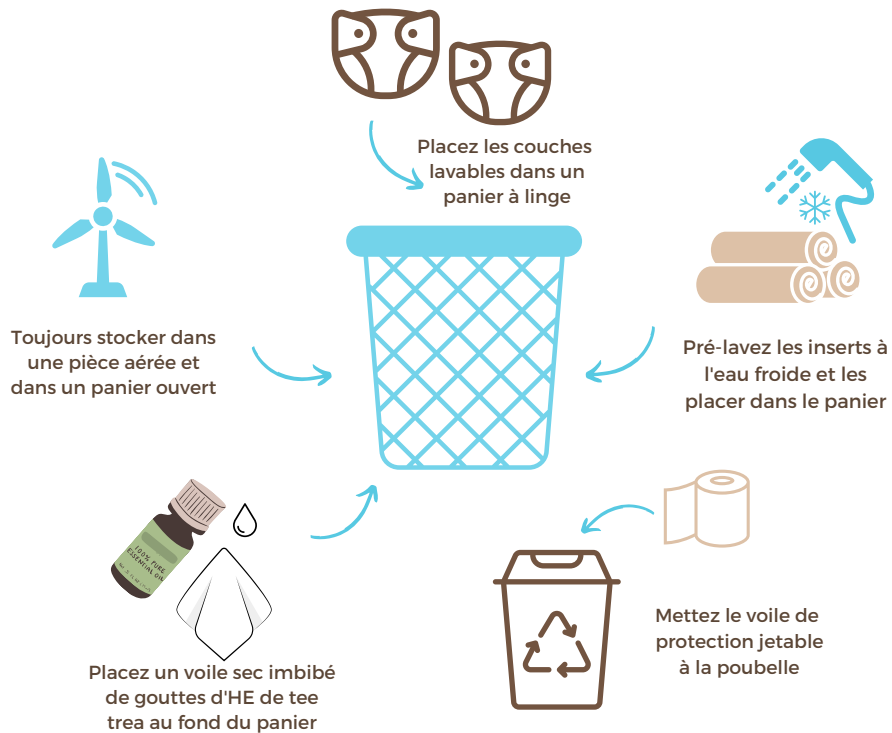 Placez les couches
lavables dans un
panier à linge
Toujours stocker dans
une pièce aérée et
dans un panier ouvert
Pré-lavez les inserts à
l'eau froide et les
placer dans le panier
100% PURE
ESSENTIAL OIL
Placez un voile sec imbibé
de gouttes d'HE de tee
trea au fond du panier
Mettez le voile de
protection jetable
à la poubelle